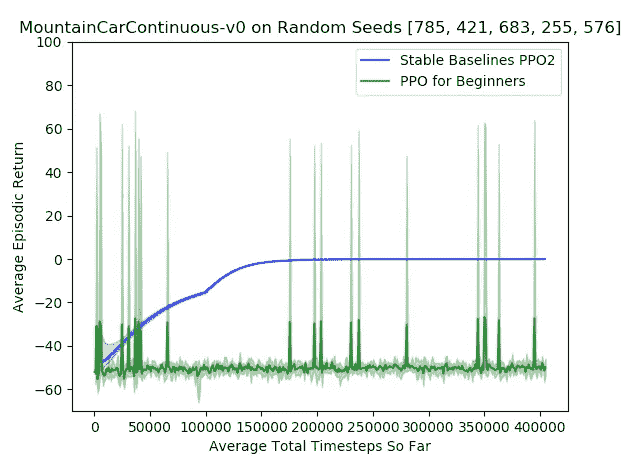 MountainCarContinuous-v0 on Random Seeds [785, 421, 683, 255, 576]
Stable Baselines PPO2
PPO for Beginners
Average Episodic Return
100
80
60
40
20
0
−20
−40
−60
0 50000 100000 150000 200000 250000 300000 350000 400000
Average Total Timesteps So Far